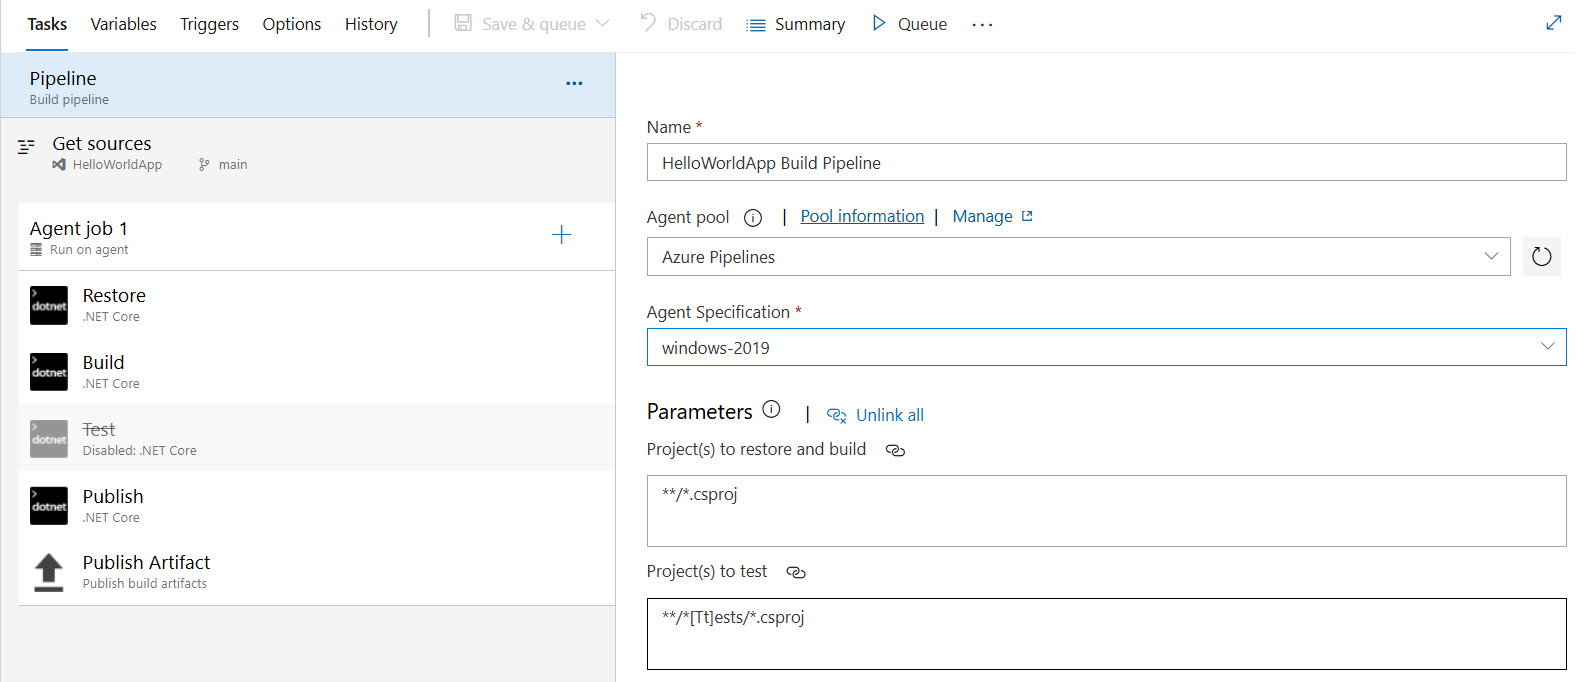 Tasks Variables Triggers Options History Save & queue Discard Summary Queue ...
Pipeline
Build pipeline
Get sources
HelloWorldApp main
Agent job 1
Run on agent
dotnet Restore
.NET Core
dotnet Build
.NET Core
dotnet Test
Disabled: .NET Core
dotnet Publish
.NET Core
Publish Artifact
Publish build artifacts
Name *
HelloWorldApp Build Pipeline
Agent pool | Pool information | Manage
Azure Pipelines
Agent Specification *
windows-2019
Parameters | Unlink all
Project(s) to restore and build
**/*.csproj
Project(s) to test
**/*[Tt]ests/*.csproj